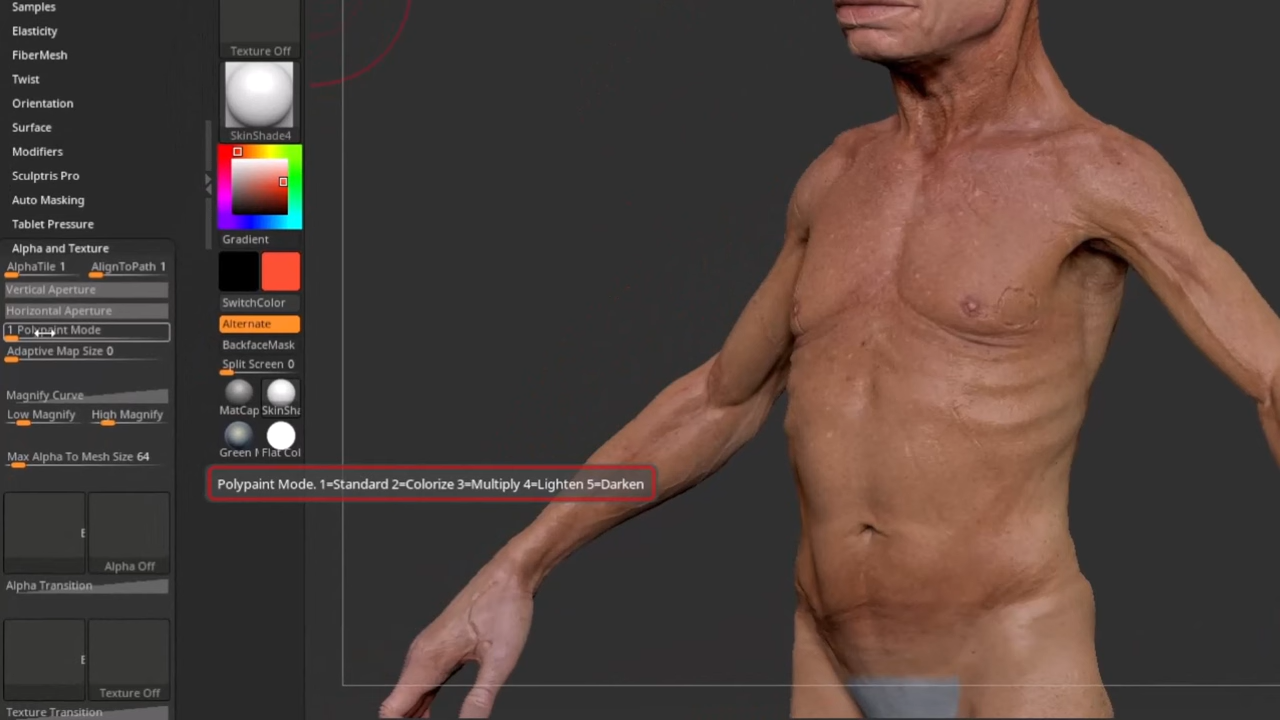 Samples
Elasticity
FiberMesh
Twist
Orientation
Surface
Modifiers
Sculptris Pro
Auto Masking
Tablet Pressure
Alpha and Texture
AlphaTile 1
AlignToPath 1
Vertical Aperture
Horizontal Aperture
1 Polypaint Mode
Adaptive Map Size 0
Magnify Curve
Low Magnify
High Magnify
Max Alpha To Mesh Size 64
Alpha Off
Alpha Transition
Texture Off
Texture Transition
Texture Off
SkinShade4
Gradient
SwitchColor
Alternate
BackfaceMask
Split Screen 0
MatCap
SkinSha
Green
Flat Col
Polypaint Mode. 1=Standard 2=Colorize 3=Multiply 4=Lighten 5=Darken